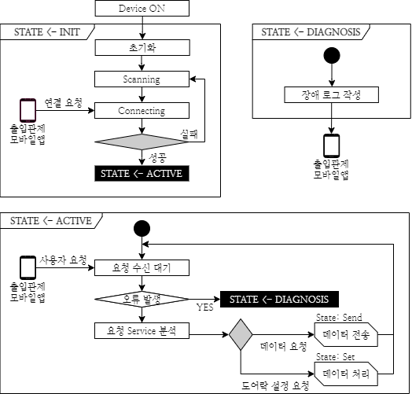 Device ON
STATE <- INIT
초기화
Scanning
연결 요청
Connecting
출입관제
모바일앱
실패
성공
STATE <- ACTIVE
STATE <- DIAGNOSIS
장애 로그 작성
출입관제
모바일앱
STATE <- ACTIVE
사용자 요청
요청 수신 대기
출입관제
모바일앱
오류 발생
YES
STATE <- DIAGNOSIS
요청 Service 분석
State: Send
데이터 전송
데이터 요청
State: Set
데이터 처리
도어락 설정 요청